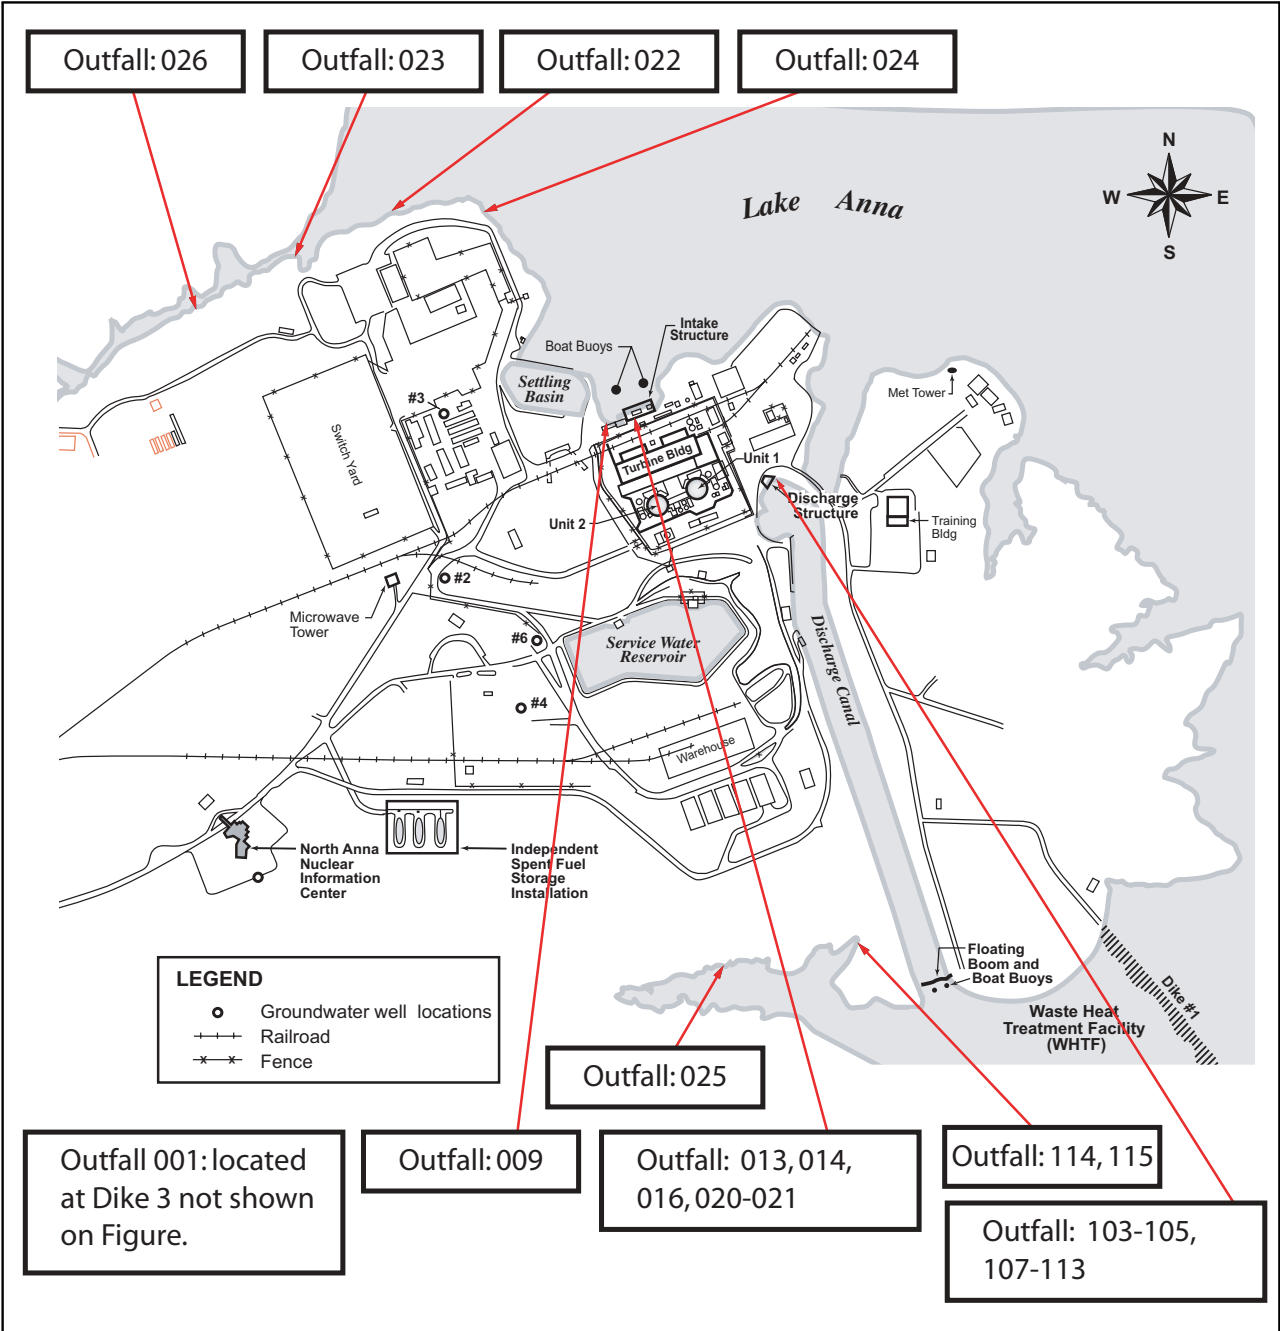 Outfall: 026
Outfall: 023
Outfall: 022
Outfall: 024
N
W
E
S
Lake Anna
Intake
Structure
Boat Buoys
Settling
Basin
Met Tower
#3
Switch Yard
Turbine Bldg
Unit 1
Unit 2
Discharge
Structure
Training
Bldg
#2
Microwave
Tower
#6
Service Water
Reservoir
Discharge Canal
#4
Warehouse
North Anna
Nuclear
Information
Center
Independent
Spent Fuel
Storage
Installation
Floating
Boom and
Boat Buoys
Dike #1
Waste Heat
Treatment Facility
(WHTF)
LEGEND
Groundwater well locations
Railroad
Fence
Outfall: 025
Outfall 001: located
at Dike 3 not shown
on Figure.
Outfall: 009
Outfall: 013, 014,
016, 020-021
Outfall: 114, 115
Outfall: 103-105,
107-113